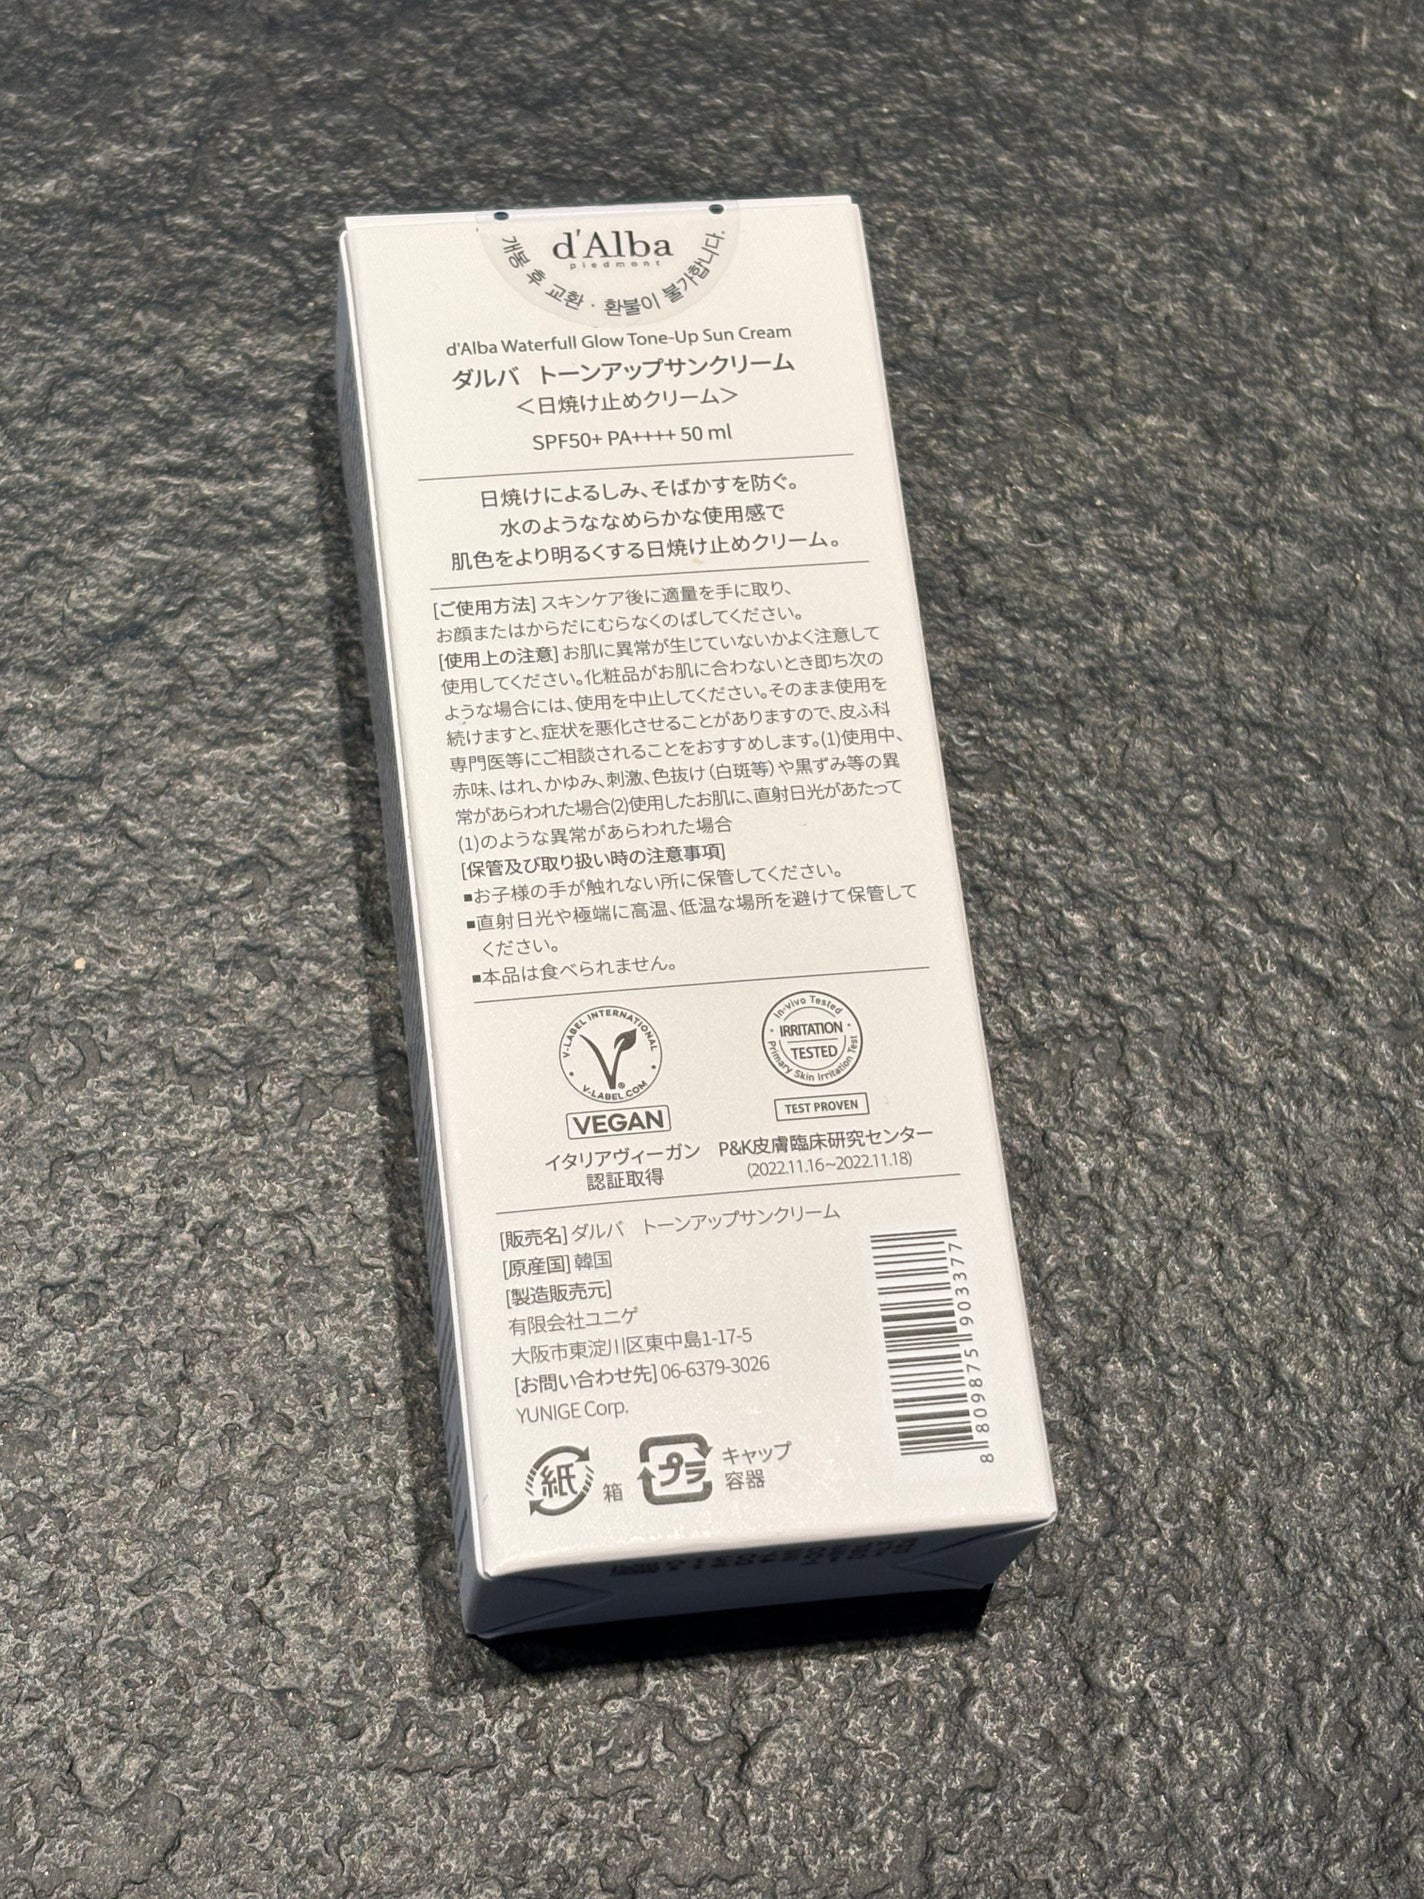 d'Alba
piedmont
개봉 후 교환 · 환불이 불가합니다.
d'Alba Waterfull Glow Tone-Up Sun Cream
ダルバ　トーンアップサンクリーム
＜日焼け止めクリーム＞
SPF50+ PA++++ 50 ml
日焼けによるしみ、そばかすを防ぐ。
水のようななめらかな使用感で
肌色をより明るくする日焼け止めクリーム。
[ご使用方法] スキンケア後に適量を手に取り、
お顔またはからだにむらなくのばしてください。
[使用上の注意] お肌に異常が生じていないかよく注意して
使用してください。化粧品がお肌に合わないとき即ち次の
ような場合には、使用を中止してください。そのまま使用を
続けますと、症状を悪化させることがありますので、皮ふ科
専門医等にご相談されることをおすすめします。(1)使用中、
赤味、はれ、かゆみ、刺激、色抜け（白斑等）や黒ずみ等の異
常があらわれた場合(2)使用したお肌に、直射日光があたって
(1)のような異常があらわれた場合
[保管及び取り扱い時の注意事項]
■お子様の手が触れない所に保管してください。
■直射日光や極端に高温、低温な場所を避けて保管して
ください。
■本品は食べられません。
V-LABEL INTERNATIONAL
V-LABEL.COM
VEGAN
イタリアヴィーガン
認証取得
In-vivo Tested
IRRITATION
TESTED
Primary Skin Irritation Test
TEST PROVEN
P&K皮膚臨床研究センター
(2022.11.16~2022.11.18)
[販売名] ダルバ　トーンアップサンクリーム
[原産国] 韓国
[製造販売元]
有限会社ユニゲ
大阪市東淀川区東中島1-17-5
[お問い合わせ先] 06-6379-3026
YUNIGE Corp.
8 809875 903377
紙 箱
プラ キャップ
容器